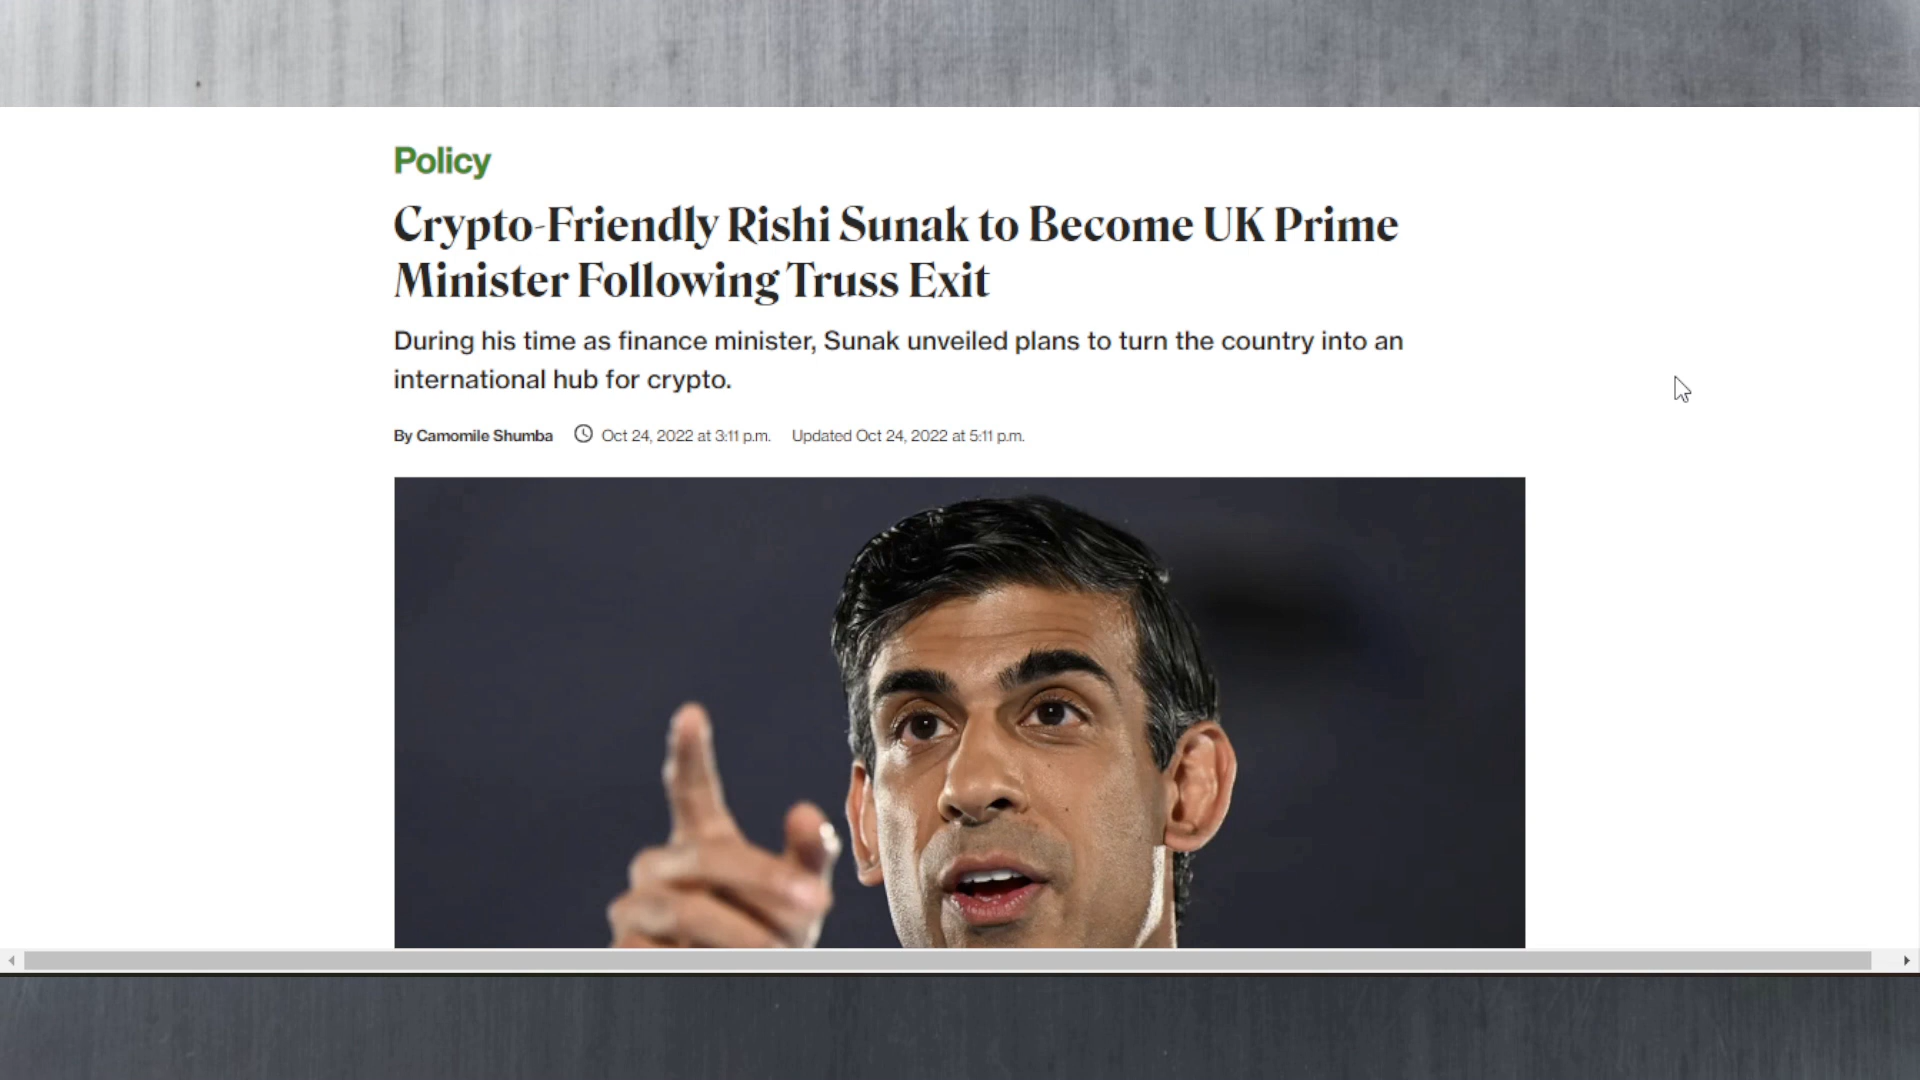 Policy
Crypto-Friendly Rishi Sunak to Become UK Prime
Minister Following Truss Exit
During his time as finance minister, Sunak unveiled plans to turn the country into an
international hub for crypto.
By Camomile Shumba Oct 24, 2022 at 3:11 p.m. Updated Oct 24, 2022 at 5:11 p.m.